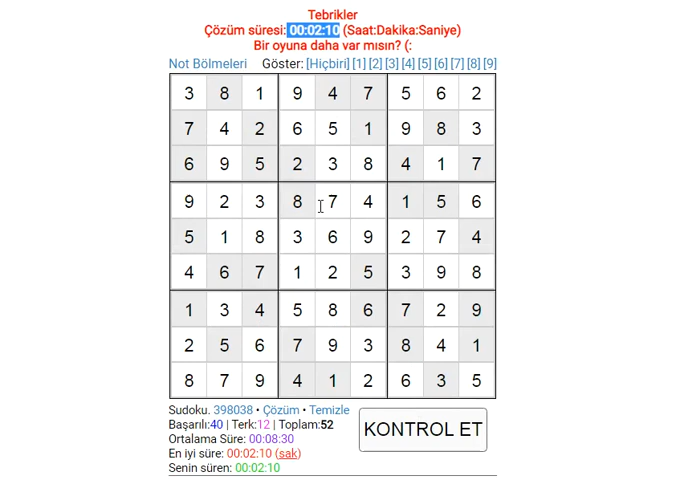 Tebrikler
Çözüm süresi: 00:02:10 (Saat:Dakika:Saniye)
Bir oyuna daha var mısın? (:
Not Bölmeleri Göster: [Hiçbiri] [1] [2] [3] [4] [5] [6] [7] [8] [9]
3 8 1 9 4 7 5 6 2
7 4 2 6 5 1 9 8 3
6 9 5 2 3 8 4 1 7
9 2 3 8 7 4 1 5 6
5 1 8 3 6 9 2 7 4
4 6 7 1 2 5 3 9 8
1 3 4 5 8 6 7 2 9
2 5 6 7 9 3 8 4 1
8 7 9 4 1 2 6 3 5
Sudoku. 398038 • Çözüm • Temizle
Başarılı:40 | Terk:12 | Toplam:52
Ortalama Süre: 00:08:30
En iyi süre: 00:02:10 (sak)
Senin süren: 00:02:10
KONTROL ET